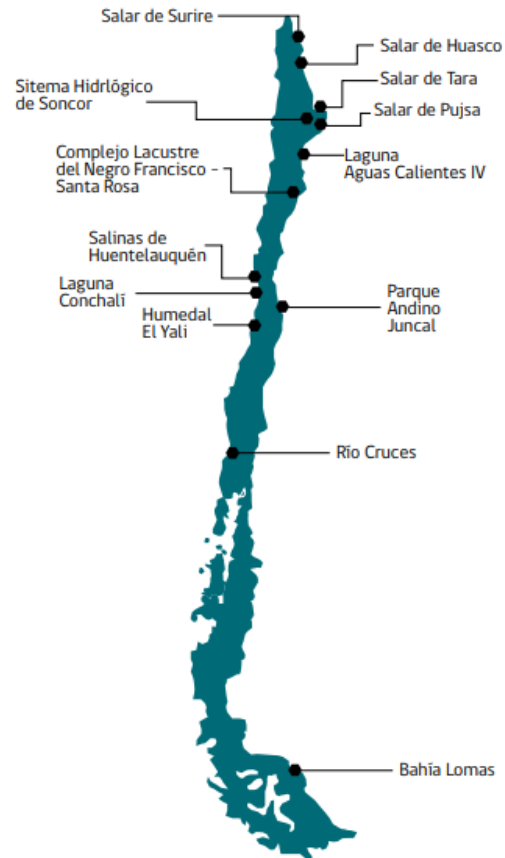 Salar de Surire
Salar de Huasco
Salar de Tara
Sitema Hidrlógico
de Soncor
Salar de Pujsa
Complejo Lacustre
del Negro Francisco -
Santa Rosa
Laguna
Aguas Calientes IV
Salinas de
Huentelauquén
Laguna
Conchalí
Parque
Andino
Juncal
Humedal
El Yali
Río Cruces
Bahía Lomas